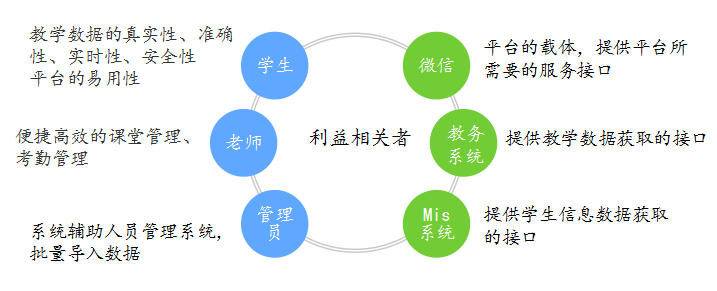 教学数据的真实性、准确
性、实时性、安全性
平台的易用性
学生
微信
平台的载体，提供平台所
需要的服务接口
便捷高效的课堂管理、
考勤管理
老师
利益相关者
教务
系统
提供教学数据获取的接口
系统辅助人员管理系统，
批量导入数据
管理
员
Mis
系统
提供学生信息数据获取
的接口